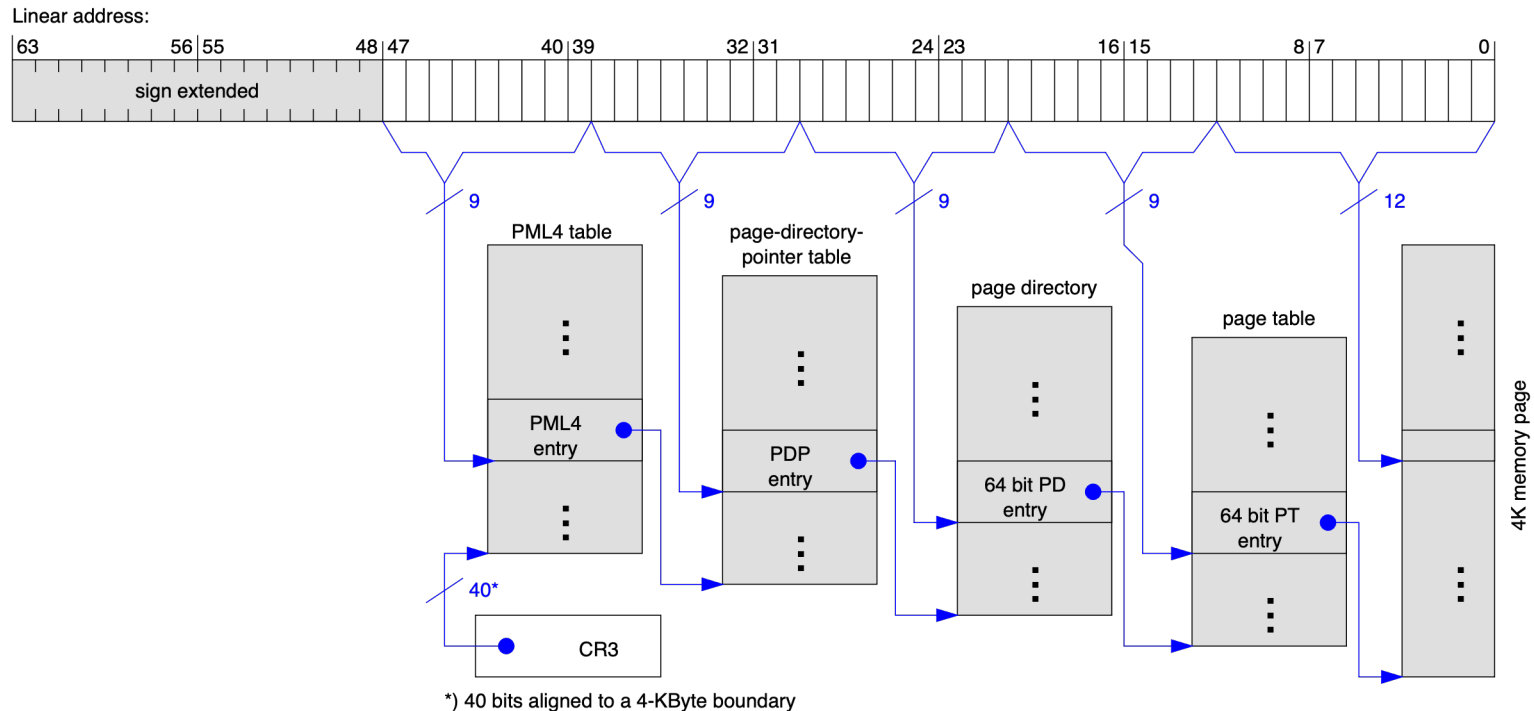 Linear address:
63 56 55 48 47 40 39 32 31 24 23 16 15 8 7 0
sign extended
9 9 9 9 12
PML4 table
page-directory-
pointer table
page directory
page table
PML4
entry
PDP
entry
64 bit PD
entry
64 bit PT
entry
4K memory page
40*
CR3
*) 40 bits aligned to a 4-KByte boundary